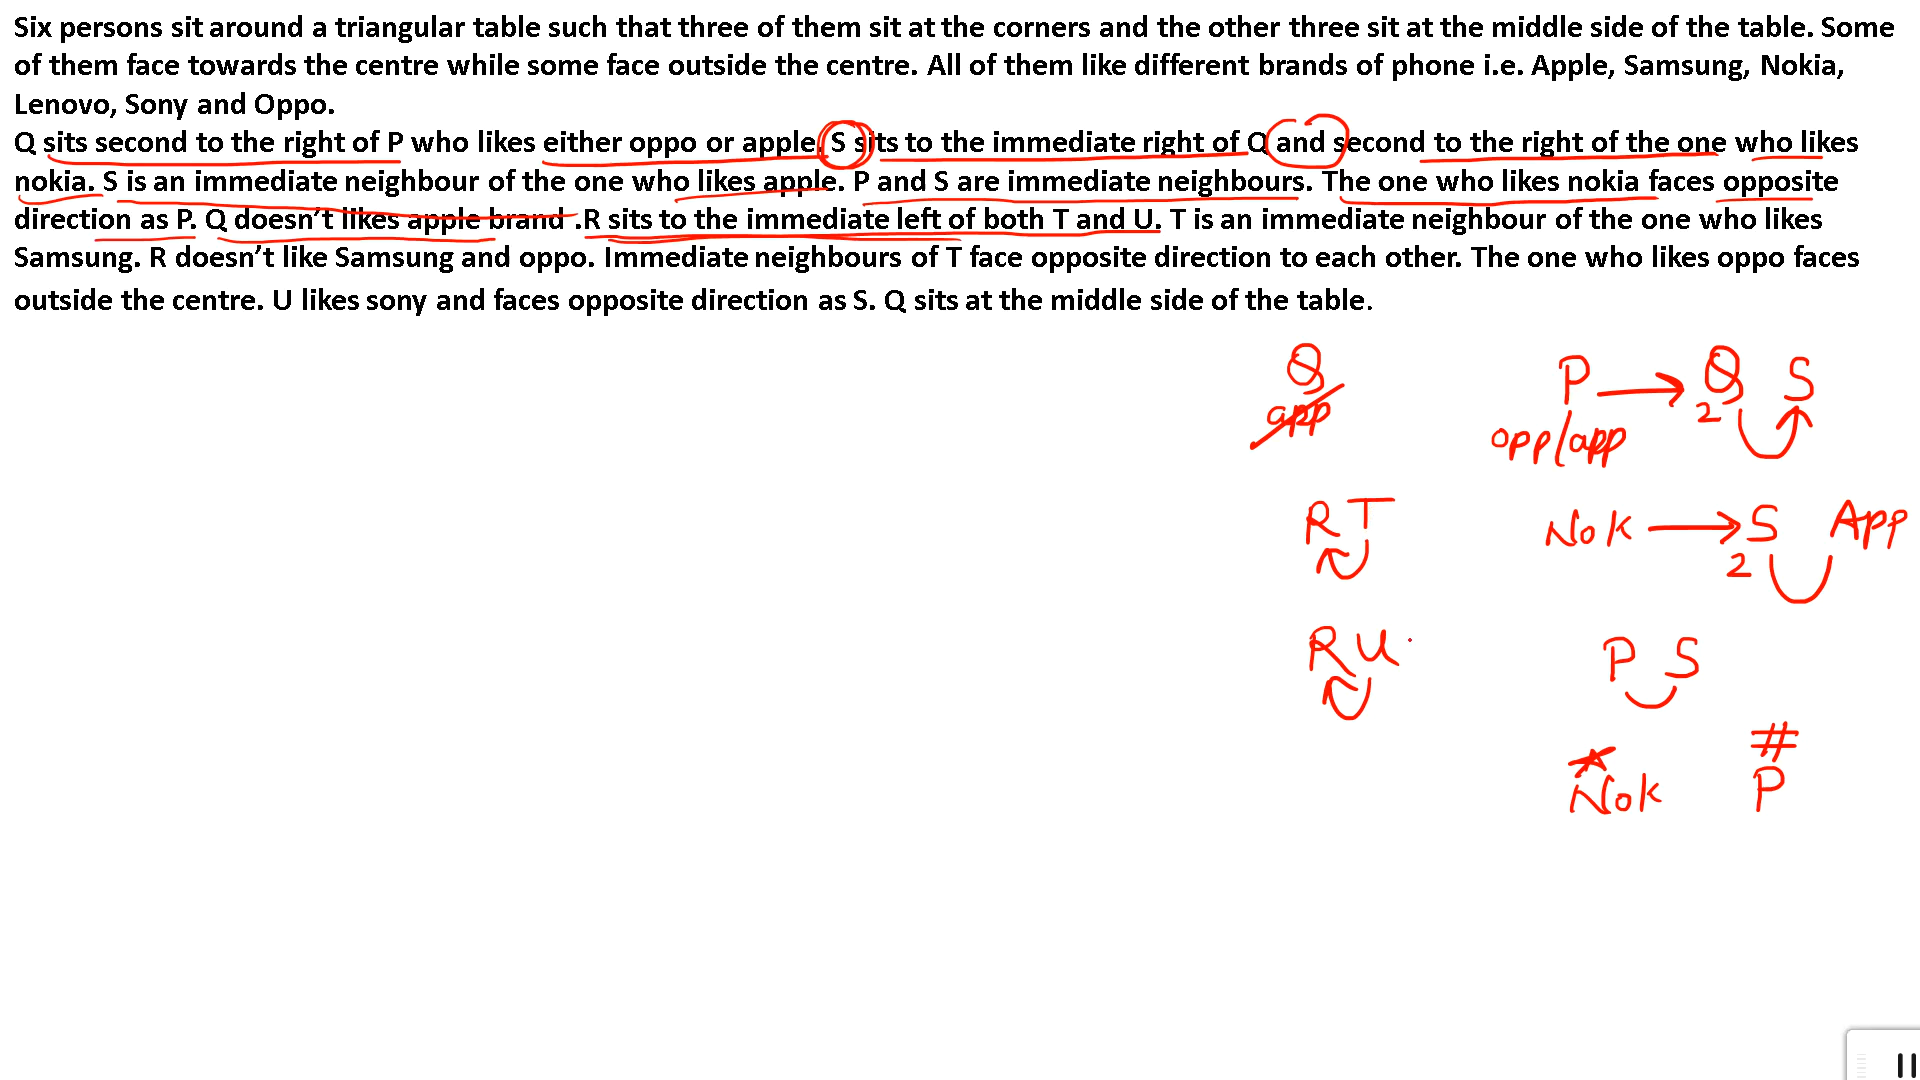 Six persons sit around a triangular table such that three of them sit at the corners and the other three sit at the middle side of the table. Some
of them face towards the centre while some face outside the centre. All of them like different brands of phone i.e. Apple, Samsung, Nokia,
Lenovo, Sony and Oppo.
Q sits second to the right of P who likes either oppo or apple. S sits to the immediate right of Q and second to the right of the one who likes
nokia. S is an immediate neighbour of the one who likes apple. P and S are immediate neighbours. The one who likes nokia faces opposite
direction as P. Q doesn't likes apple brand .R sits to the immediate left of both T and U. T is an immediate neighbour of the one who likes
Samsung. R doesn't like Samsung and oppo. Immediate neighbours of T face opposite direction to each other. The one who likes oppo faces
outside the centre. U likes sony and faces opposite direction as S. Q sits at the middle side of the table.
Q P Q S
app 2
opp/app
R T Nok S App
2
R U P S
#
Nok P